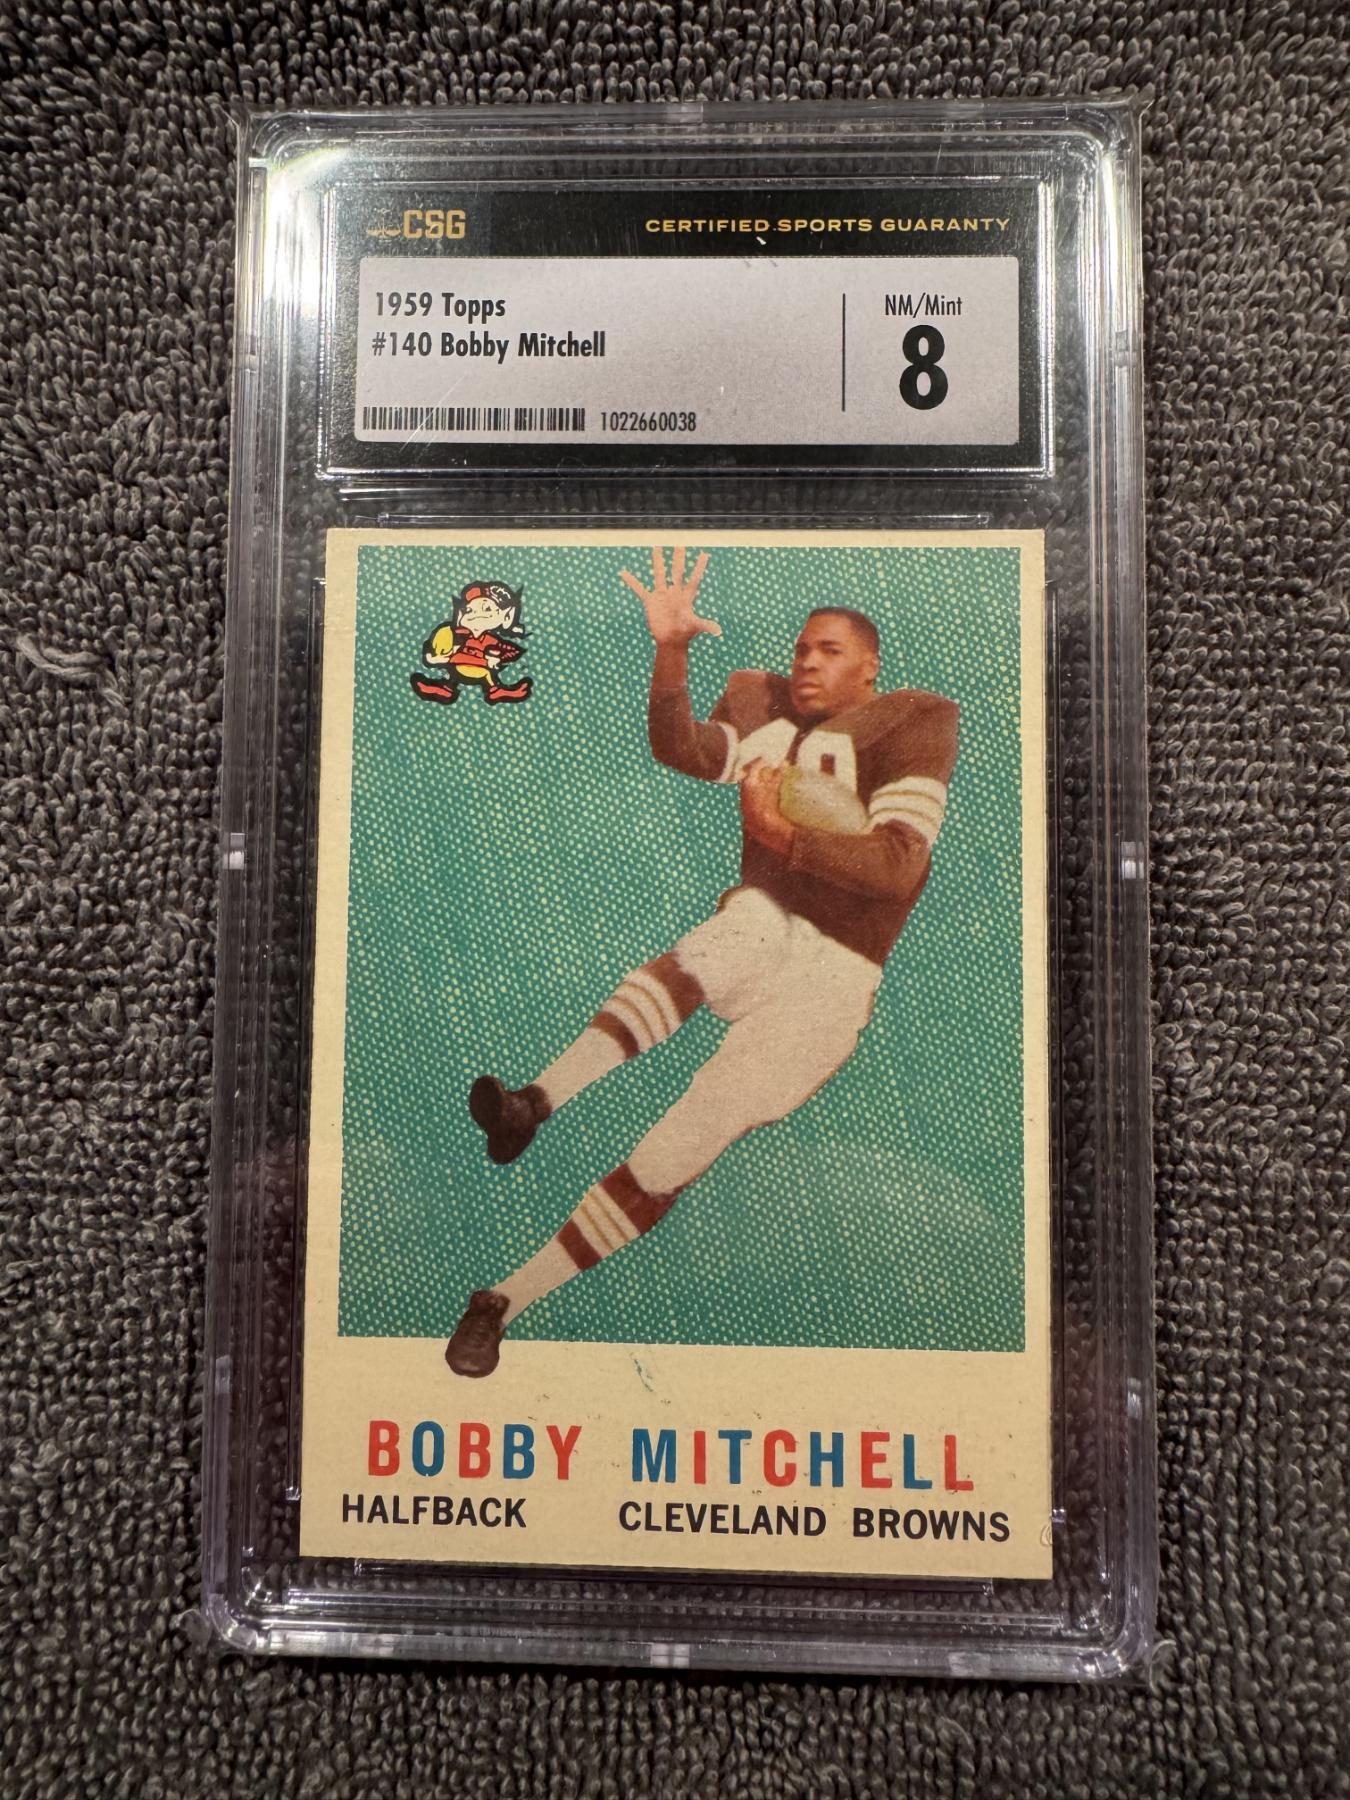 CSG CERTIFIED SPORTS GUARANTY
1959 Topps
#140 Bobby Mitchell
NM/Mint
8
1022660038
BOBBY MITCHELL
HALFBACK CLEVELAND BROWNS